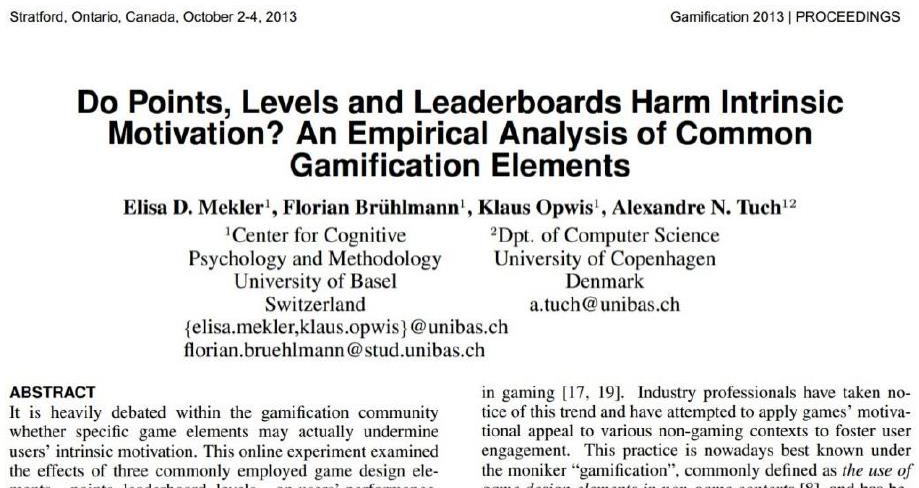 Stratford, Ontario, Canada, October 2-4, 2013
Gamification 2013 | PROCEEDINGS
Do Points, Levels and Leaderboards Harm Intrinsic
Motivation? An Empirical Analysis of Common
Gamification Elements
Elisa D. Mekler¹, Florian Brühlmann¹, Klaus Opwis¹, Alexandre N. Tuch¹²
¹Center for Cognitive
Psychology and Methodology
University of Basel
Switzerland
{elisa.mekler,klaus.opwis}@unibas.ch
florian.bruehlmann@stud.unibas.ch
²Dpt. of Computer Science
University of Copenhagen
Denmark
a.tuch@unibas.ch
ABSTRACT
It is heavily debated within the gamification community
whether specific game elements may actually undermine
users' intrinsic motivation. This online experiment examined
the effects of three commonly employed game design ele-
in gaming [17, 19]. Industry professionals have taken no-
tice of this trend and have attempted to apply games' motiva-
tional appeal to various non-gaming contexts to foster user
engagement. This practice is nowadays best known under
the moniker “gamification”, commonly defined as the use of